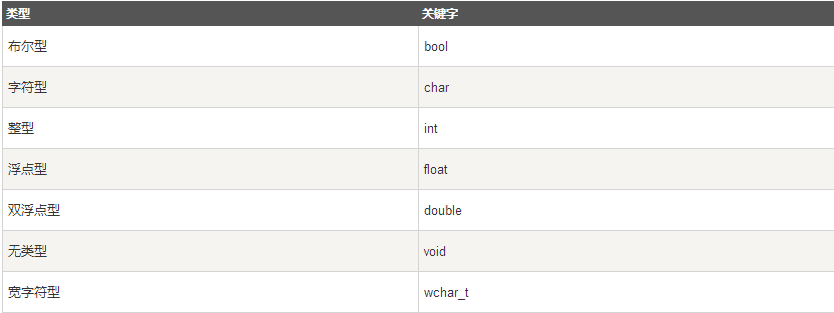 类型 关键字
布尔型 bool
字符型 char
整型 int
浮点型 float
双浮点型 double
无类型 void
宽字符型 wchar_t